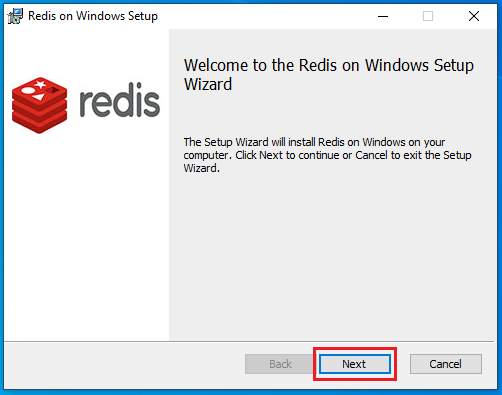 Redis on Windows Setup
redis
Welcome to the Redis on Windows Setup
Wizard
The Setup Wizard will install Redis on Windows on your
computer. Click Next to continue or Cancel to exit the Setup
Wizard.
Back
Next
Cancel